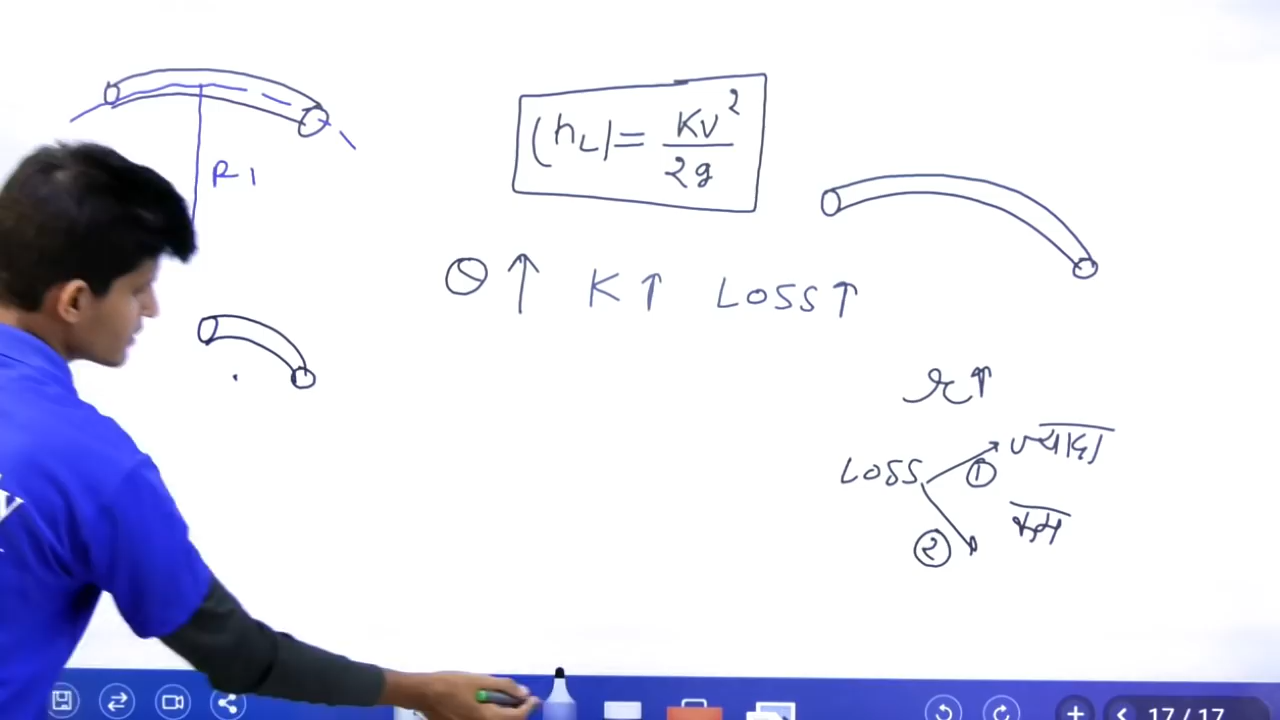 R1
(hL) = Kv²/2g
θ↑ K↑ LOSS↑
r↑
LOSS
① ज्यादा
② कम
17/17